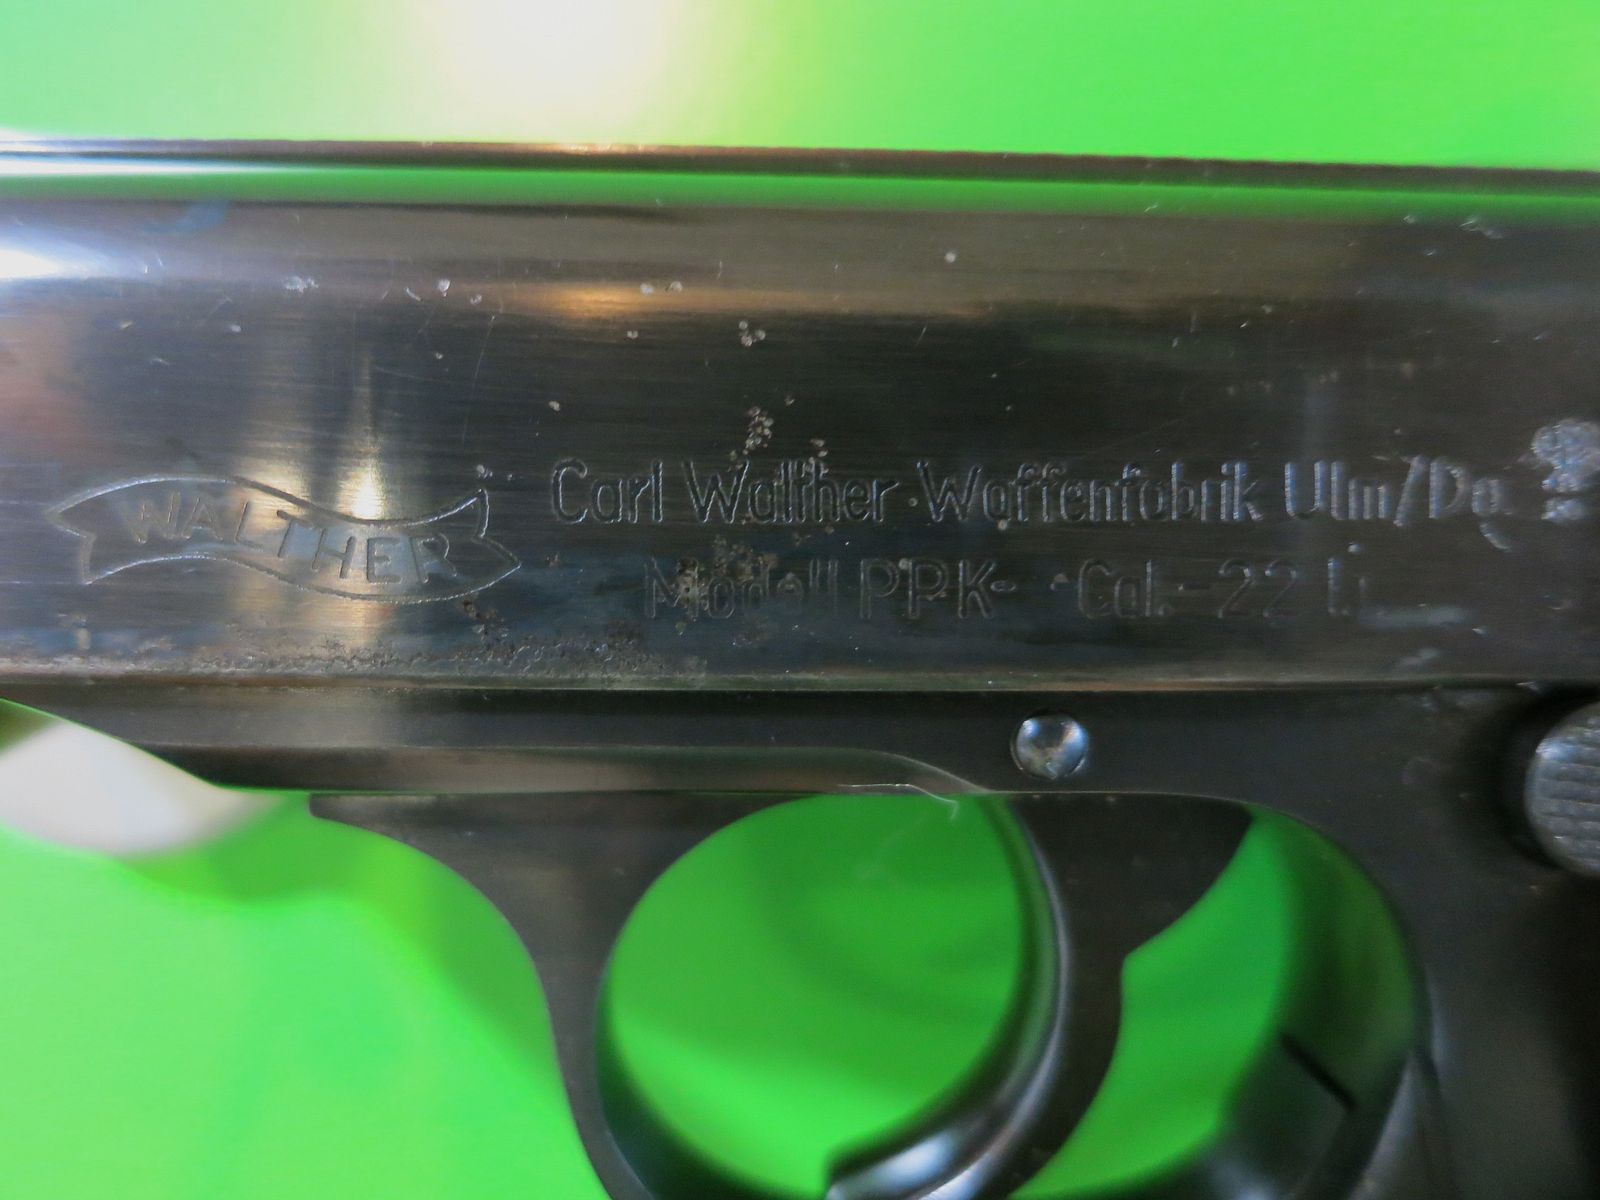 WALTHER
Carl Walther Waffenfabrik Ulm/Do.
Modell PPK Cal. 22